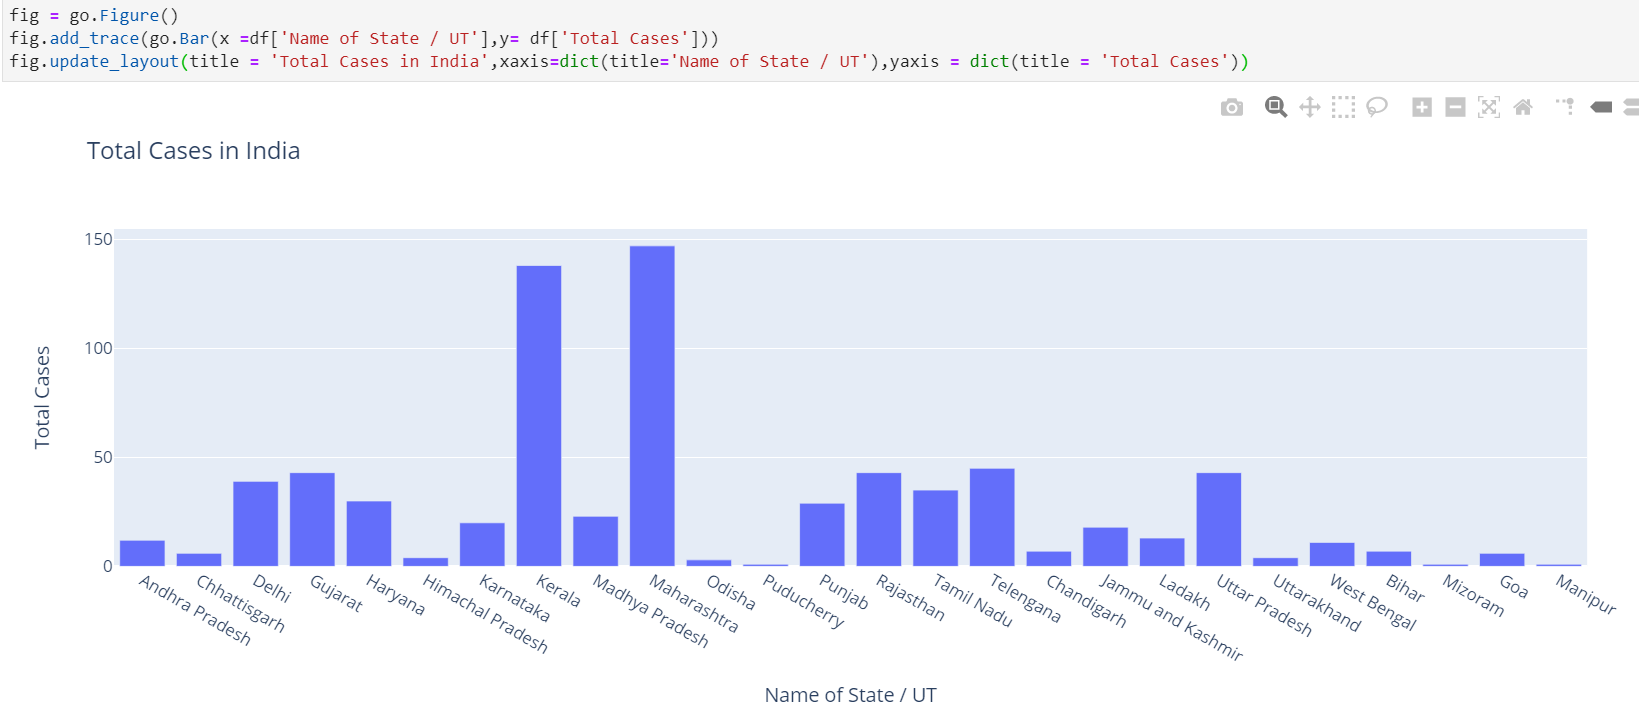 fig = go.Figure()
fig.add_trace(go.Bar(x =df['Name of State / UT'],y= df['Total Cases']))
fig.update_layout(title = 'Total Cases in India',xaxis=dict(title='Name of State / UT'),yaxis = dict(title = 'Total Cases'))
Total Cases in India
150
100
50
0
Total Cases
Andhra Pradesh
Chhattisgarh
Delhi
Gujarat
Haryana
Himachal Pradesh
Karnataka
Kerala
Madhya Pradesh
Maharashtra
Odisha
Puducherry
Punjab
Rajasthan
Tamil Nadu
Telengana
Chandigarh
Jammu and Kashmir
Ladakh
Uttar Pradesh
Uttarakhand
West Bengal
Bihar
Mizoram
Goa
Manipur
Name of State / UT